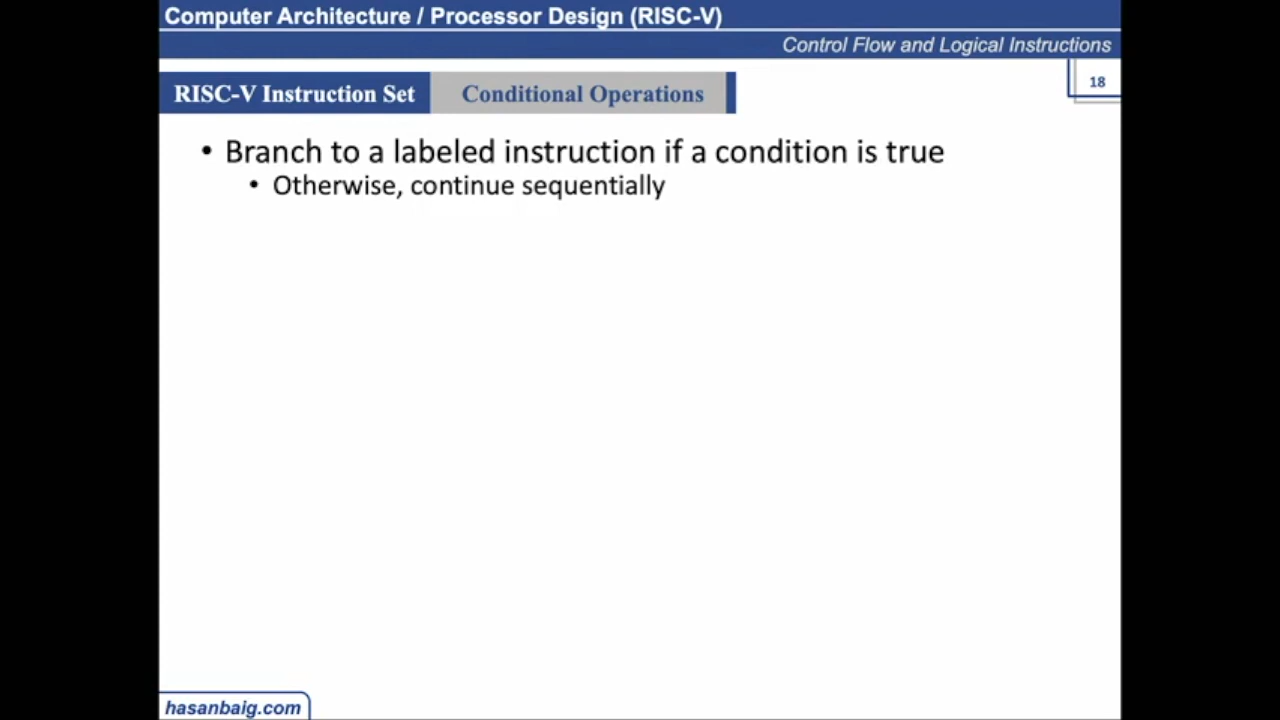 Computer Architecture / Processor Design (RISC-V)
Control Flow and Logical Instructions
RISC-V Instruction Set
Conditional Operations
18
• Branch to a labeled instruction if a condition is true
• Otherwise, continue sequentially
hasanbaig.com